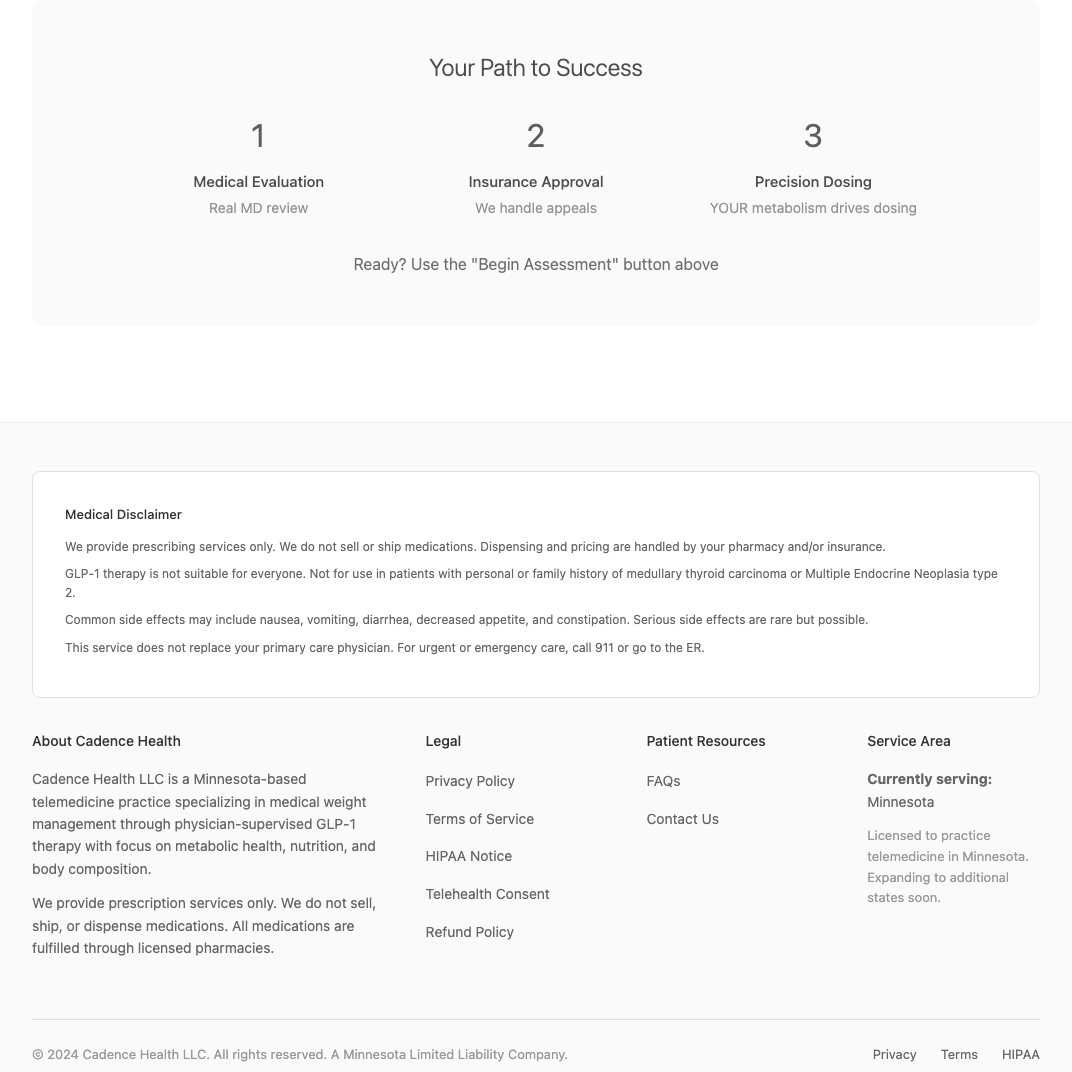 Your Path to Success
1
Medical Evaluation
Real MD review
2
Insurance Approval
We handle appeals
3
Precision Dosing
YOUR metabolism drives dosing
Ready? Use the "Begin Assessment" button above
Medical Disclaimer
We provide prescribing services only. We do not sell or ship medications. Dispensing and pricing are handled by your pharmacy and/or insurance.
GLP-1 therapy is not suitable for everyone. Not for use in patients with personal or family history of medullary thyroid carcinoma or Multiple Endocrine Neoplasia type
2.
Common side effects may include nausea, vomiting, diarrhea, decreased appetite, and constipation. Serious side effects are rare but possible.
This service does not replace your primary care physician. For urgent or emergency care, call 911 or go to the ER.
About Cadence Health
Cadence Health LLC is a Minnesota-based
telemedicine practice specializing in medical weight
management through physician-supervised GLP-1
therapy with focus on metabolic health, nutrition, and
body composition.
We provide prescription services only. We do not sell,
ship, or dispense medications. All medications are
fulfilled through licensed pharmacies.
Legal
Privacy Policy
Terms of Service
HIPAA Notice
Telehealth Consent
Refund Policy
Patient Resources
FAQs
Contact Us
Service Area
Currently serving:
Minnesota
Licensed to practice
telemedicine in Minnesota.
Expanding to additional
states soon.
© 2024 Cadence Health LLC. All rights reserved. A Minnesota Limited Liability Company.
Privacy
Terms
HIPAA